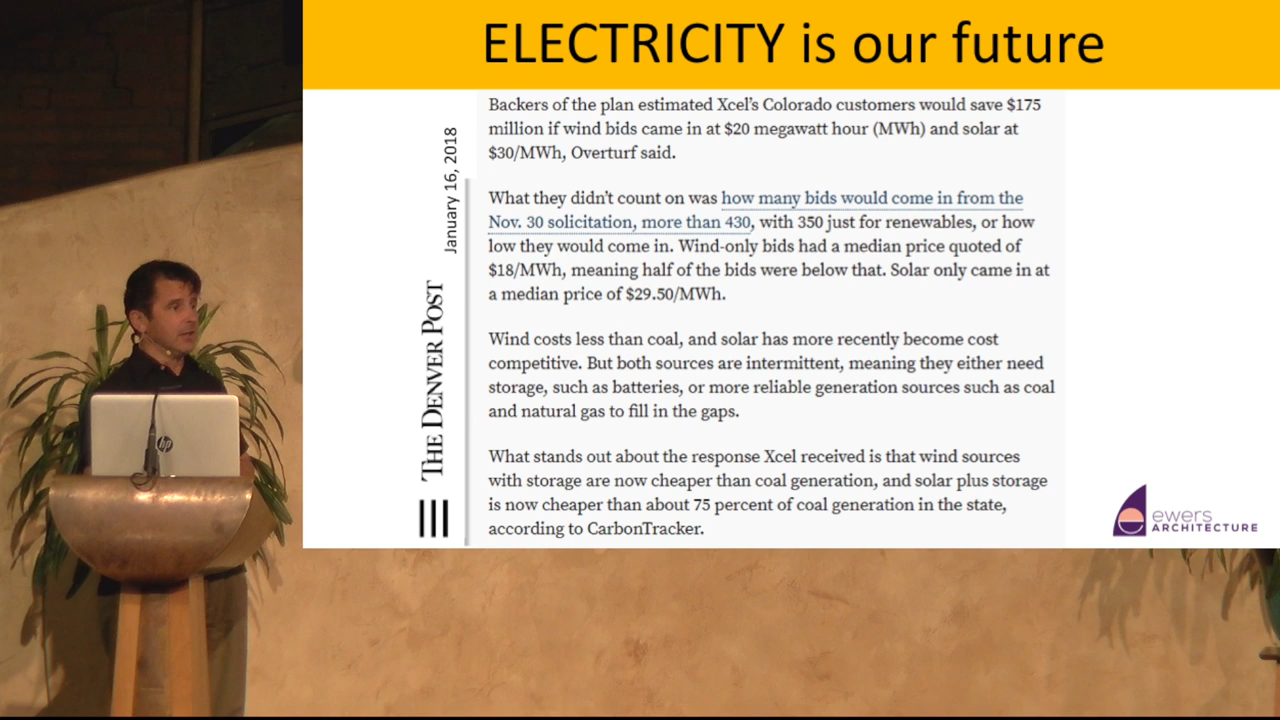 ELECTRICITY is our future
Backers of the plan estimated Xcel’s Colorado customers would save $175
million if wind bids came in at $20 megawatt hour (MWh) and solar at
$30/MWh, Overturf said.
What they didn’t count on was how many bids would come in from the
Nov. 30 solicitation, more than 430, with 350 just for renewables, or how
low they would come in. Wind-only bids had a median price quoted of
$18/MWh, meaning half of the bids were below that. Solar only came in at
a median price of $29.50/MWh.
Wind costs less than coal, and solar has more recently become cost
competitive. But both sources are intermittent, meaning they either need
storage, such as batteries, or more reliable generation sources such as coal
and natural gas to fill in the gaps.
What stands out about the response Xcel received is that wind sources
with storage are now cheaper than coal generation, and solar plus storage
is now cheaper than about 75 percent of coal generation in the state,
according to CarbonTracker.
THE DENVER POST
January 16, 2018
ewers
ARCHITECTURE
hp